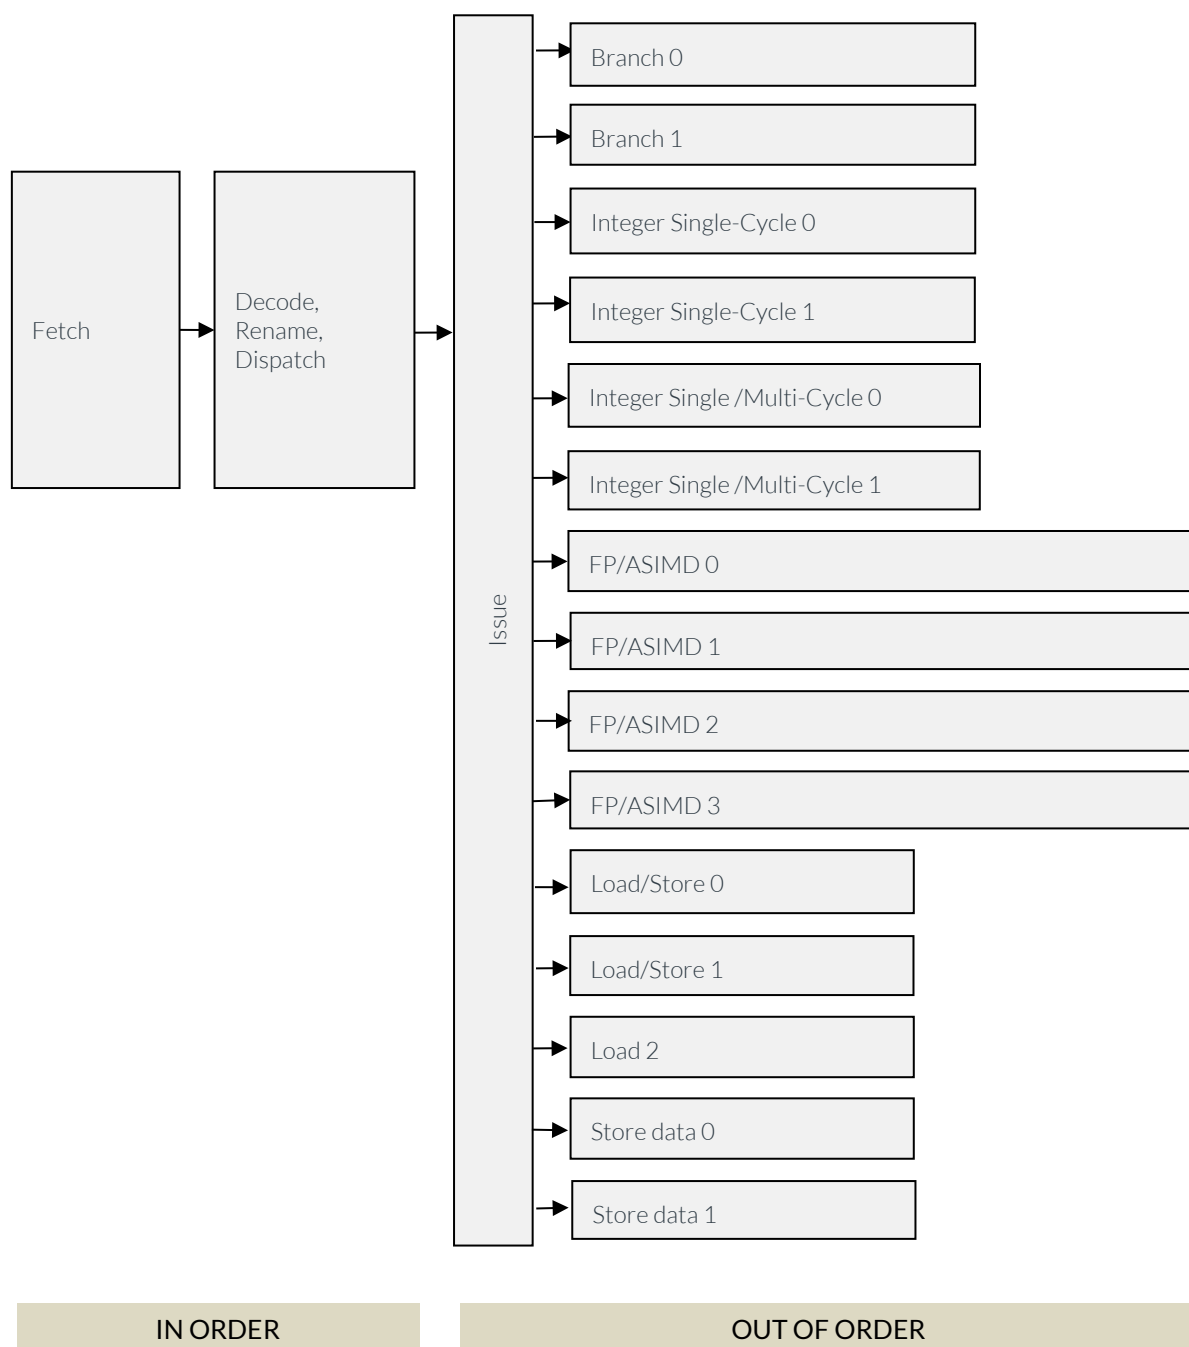 Branch 0
Branch 1
Integer Single-Cycle 0
Integer Single-Cycle 1
Fetch
Decode,
Rename,
Dispatch
Integer Single /Multi-Cycle 0
Integer Single /Multi-Cycle 1
FP/ASIMD 0
Issue
FP/ASIMD 1
FP/ASIMD 2
FP/ASIMD 3
Load/Store 0
Load/Store 1
Load 2
Store data 0
Store data 1
IN ORDER
OUT OF ORDER